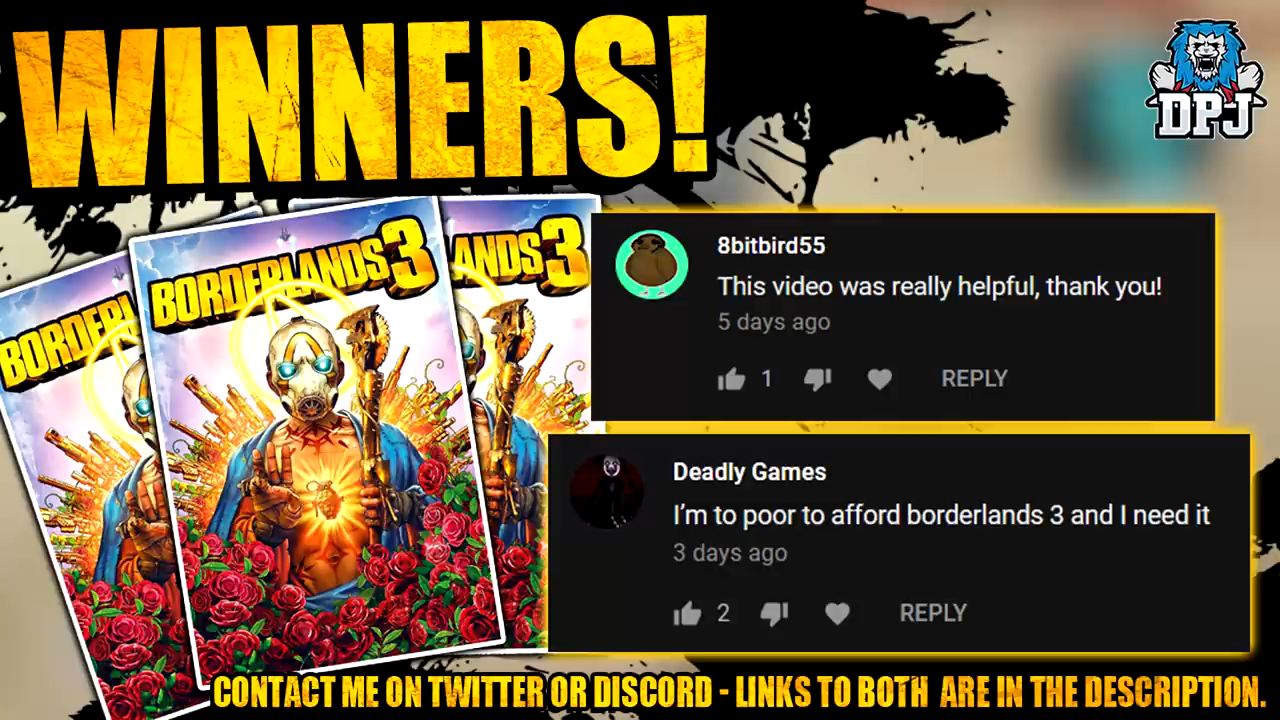 WINNERS!
DPJ
BORDERLANDS 3
BORDERL
ANDS 3
8bitbird55
This video was really helpful, thank you!
5 days ago
1
REPLY
Deadly Games
I'm to poor to afford borderlands 3 and I need it
3 days ago
2
REPLY
CONTACT ME ON TWITTER OR DISCORD - LINKS TO BOTH ARE IN THE DESCRIPTION.